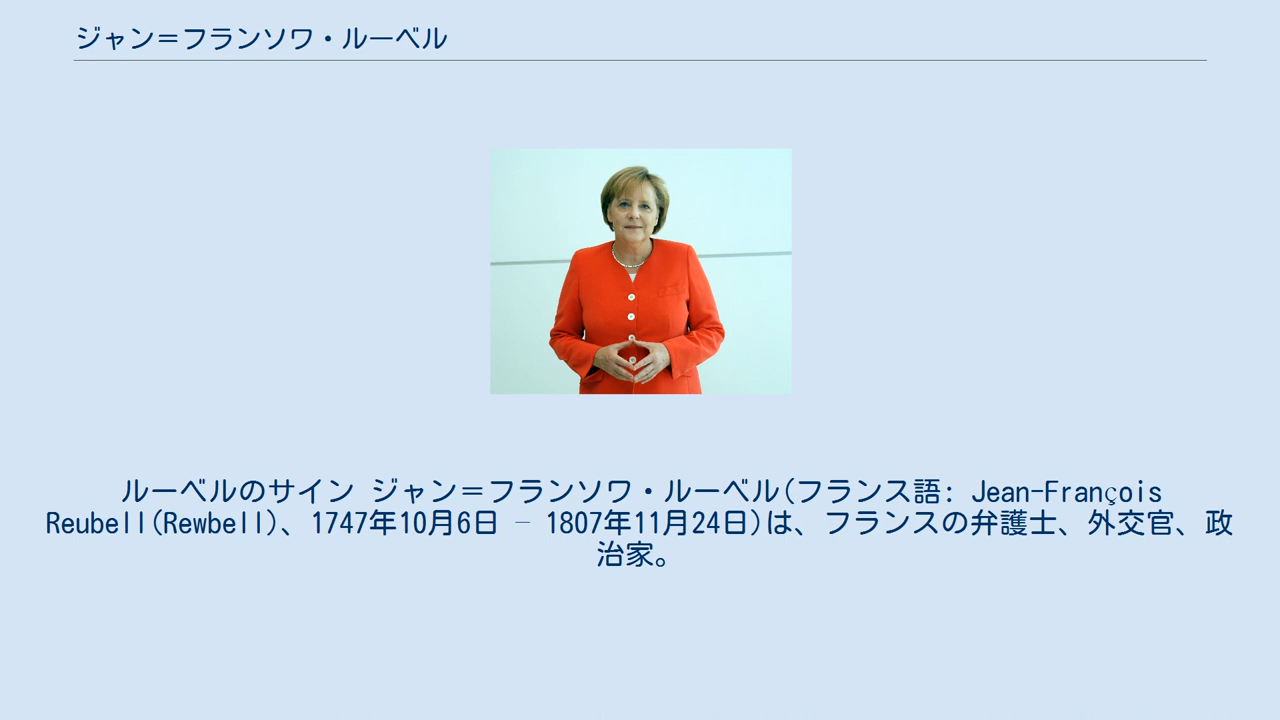 ジャン＝フランソワ・ルーベル
ルーベルのサイン ジャン＝フランソワ・ルーベル(フランス語: Jean-François
Reubell(Rewbell)、1747年10月6日 – 1807年11月24日)は、フランスの弁護士、外交官、政
治家。